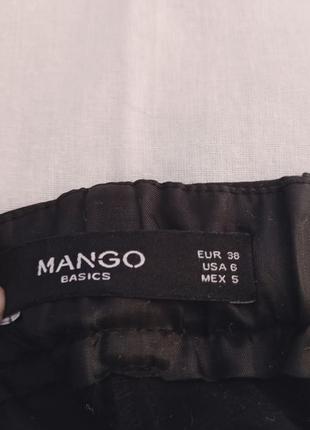 MANGO
BASICS
EUR 38
USA 6
MEX 5